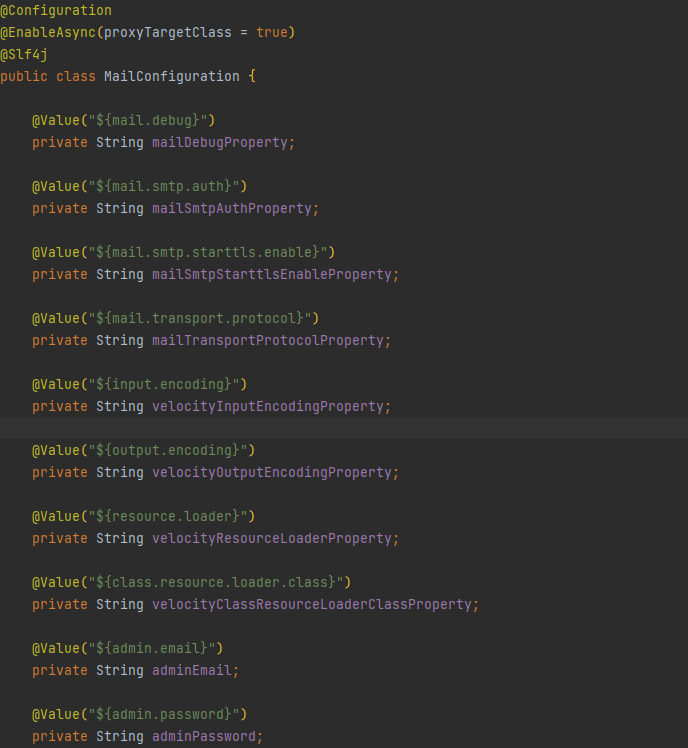 @Configuration
@EnableAsync(proxyTargetClass = true)
@Slf4j
public class MailConfiguration {
@Value("${mail.debug}")
private String mailDebugProperty;
@Value("${mail.smtp.auth}")
private String mailSmtpAuthProperty;
@Value("${mail.smtp.starttls.enable}")
private String mailSmtpStarttlsEnableProperty;
@Value("${mail.transport.protocol}")
private String mailTransportProtocolProperty;
@Value("${input.encoding}")
private String velocityInputEncodingProperty;
@Value("${output.encoding}")
private String velocityOutputEncodingProperty;
@Value("${resource.loader}")
private String velocityResourceLoaderProperty;
@Value("${class.resource.loader.class}")
private String velocityClassResourceLoaderClassProperty;
@Value("${admin.email}")
private String adminEmail;
@Value("${admin.password}")
private String adminPassword;